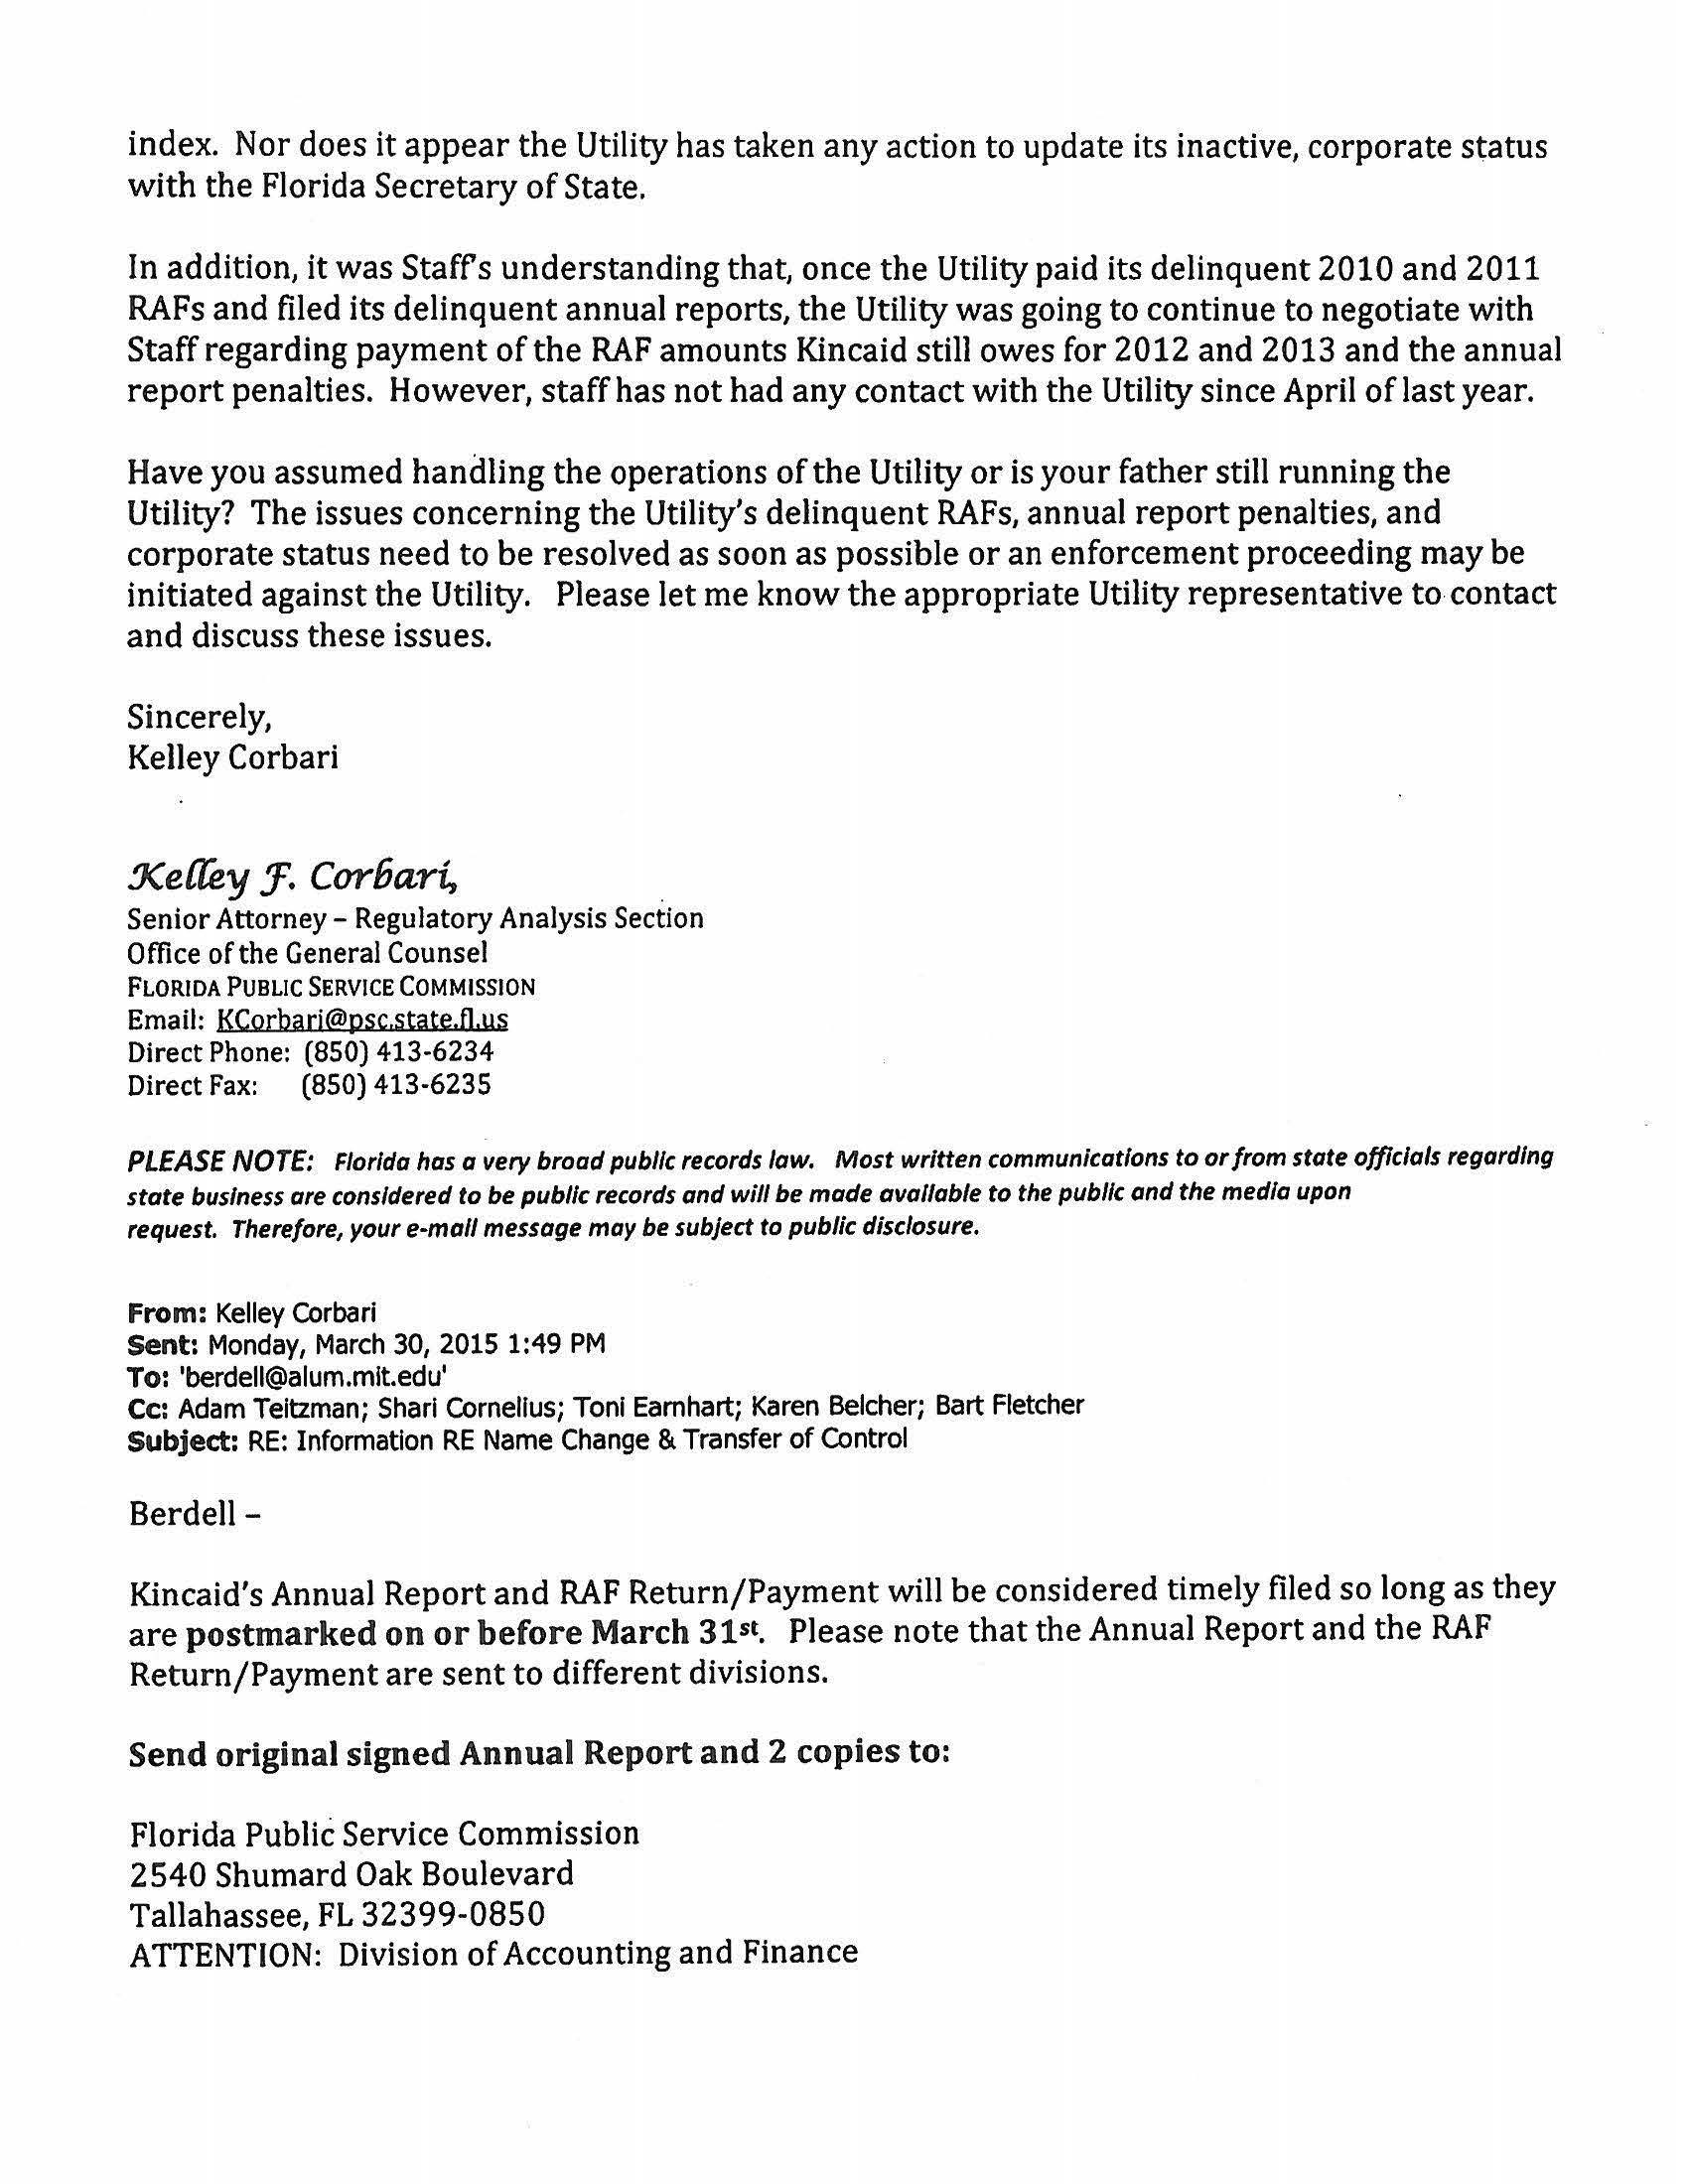 index.  Nor does it appear the Utility has taken any action to update its inactive, corporate status
with the Florida Secretary of State.
In addition, it was Staff's understanding that, once the Utility paid its delinquent 2010 and 2011
RAFs and filed its delinquent annual reports, the Utility was going to continue to negotiate with
Staff regarding payment of the RAF amounts Kincaid still owes for 2012 and 2013 and the annual
report penalties.  However, staff has not had any contact with the Utility since April of last year.
Have you assumed handling the operations of the Utility or is your father still running the
Utility?  The issues concerning the Utility's delinquent RAFs, annual report penalties, and
corporate status need to be resolved as soon as possible or an enforcement proceeding may be
initiated against the Utility.   Please let me know the appropriate Utility representative to contact
and discuss these issues.
Sincerely,
Kelley Corbari
Kelley F. Corbari,
Senior Attorney – Regulatory Analysis Section
Office of the General Counsel
FLORIDA PUBLIC SERVICE COMMISSION
Email:  KCorbari@psc.state.fl.us
Direct Phone:  (850) 413-6234
Direct Fax:     (850) 413-6235
PLEASE NOTE:  Florida has a very broad public records law.  Most written communications to or from state officials regarding
state business are considered to be public records and will be made available to the public and the media upon
request.  Therefore, your e-mail message may be subject to public disclosure.
From: Kelley Corbari
Sent: Monday, March 30, 2015 1:49 PM
To: 'berdell@alum.mit.edu'
Cc: Adam Teitzman; Shari Cornelius; Toni Earnhart; Karen Belcher; Bart Fletcher
Subject: RE: Information RE Name Change & Transfer of Control
Berdell –
Kincaid's Annual Report and RAF Return/Payment will be considered timely filed so long as they
are postmarked on or before March 31st.  Please note that the Annual Report and the RAF
Return/Payment are sent to different divisions.
Send original signed Annual Report and 2 copies to:
Florida Public Service Commission
2540 Shumard Oak Boulevard
Tallahassee, FL 32399-0850
ATTENTION:  Division of Accounting and Finance